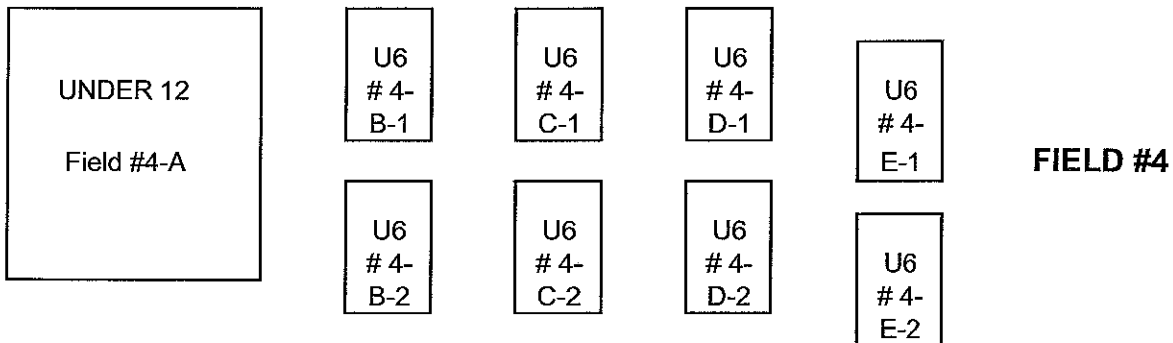 UNDER 12
Field #4-A
U6
# 4-
B-1
U6
# 4-
C-1
U6
# 4-
D-1
U6
# 4-
E-1
U6
# 4-
B-2
U6
# 4-
C-2
U6
# 4-
D-2
U6
# 4-
E-2
FIELD #4